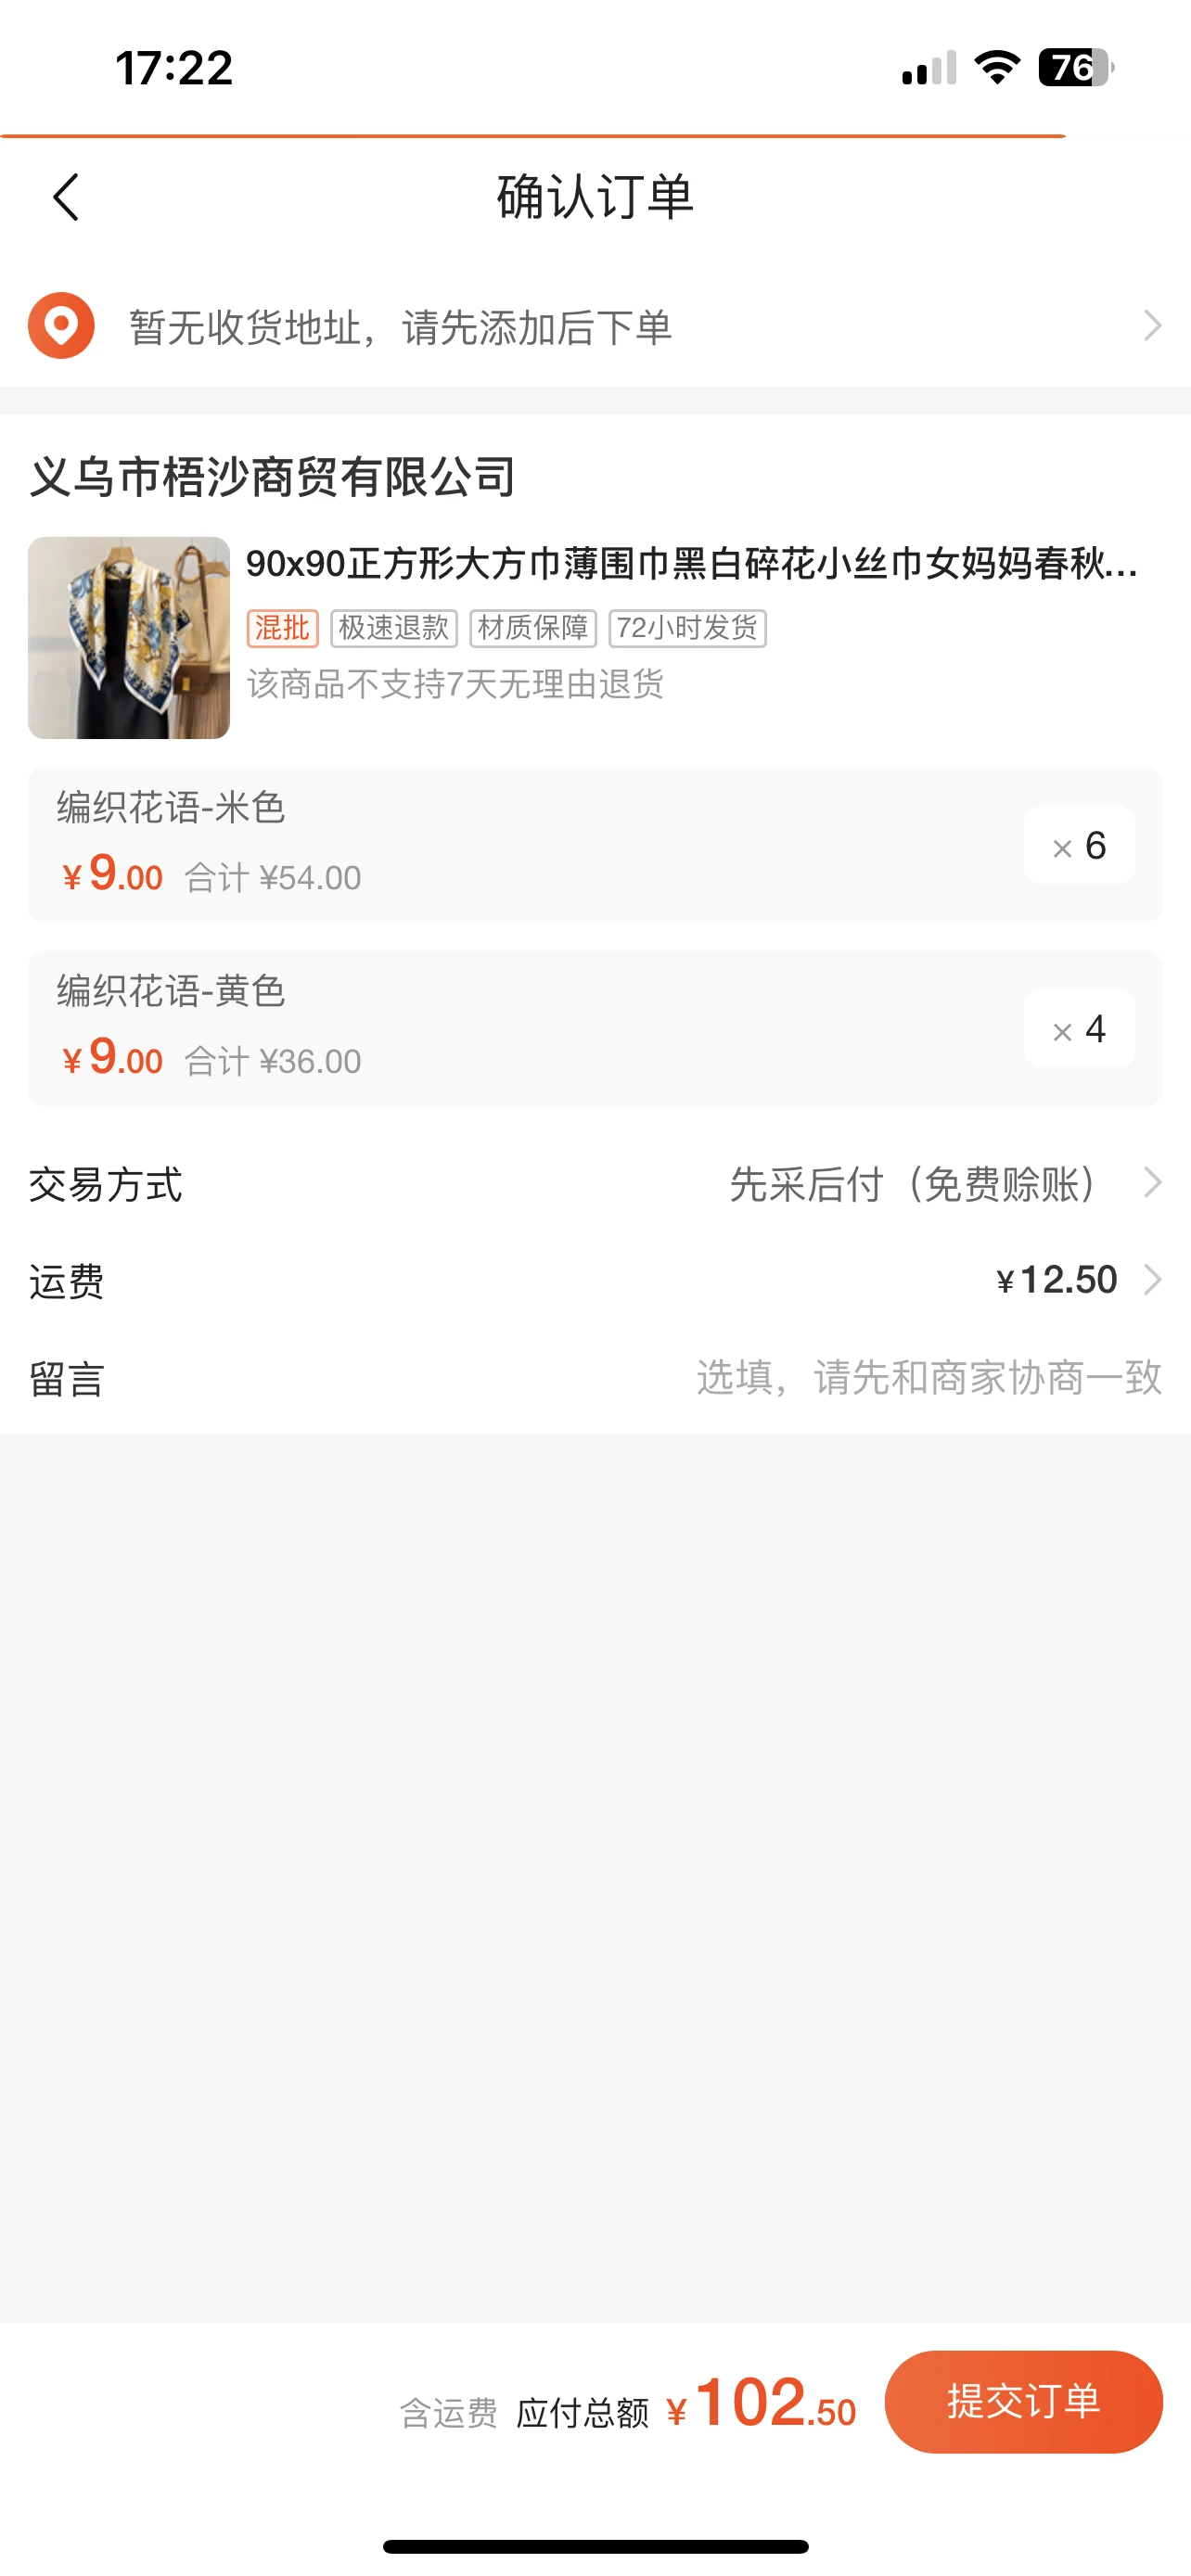 17:22
76
确认订单
暂无收货地址，请先添加后下单
义乌市梧沙商贸有限公司
90x90正方形大方巾薄围巾黑白碎花小丝巾女妈妈春秋...
混批 极速退款 材质保障 72小时发货
该商品不支持7天无理由退货
编织花语-米色
¥9.00 合计 ¥54.00
× 6
编织花语-黄色
¥9.00 合计 ¥36.00
× 4
交易方式 先采后付（免费赊账）
运费 ¥12.50
留言 选填，请先和商家协商一致
含运费 应付总额 ¥102.50 提交订单